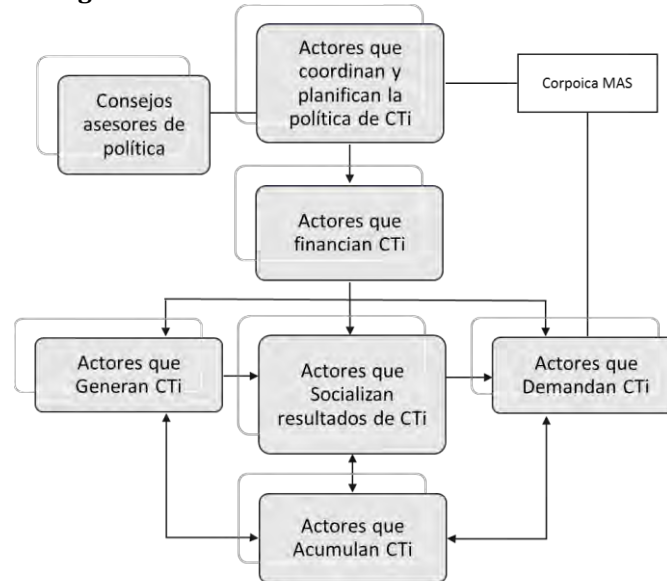 Actores que
coordinan y
planifican la
política de CTi
Corpoica MAS
Consejos
asesores de
política
Actores que
financian CTi
Actores que
Generan CTi
Actores que
Socializan
resultados de CTi
Actores que
Demandan CTi
Actores que
Acumulan CTi